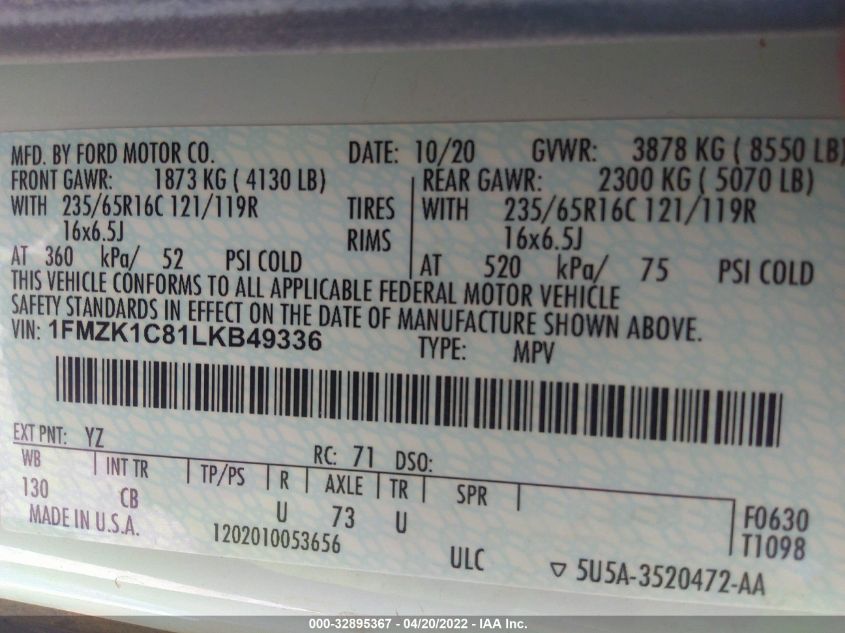 MFD. BY FORD MOTOR CO. DATE: 10/20 GVWR: 3878 KG ( 8550 LB)
FRONT GAWR: 1873 KG ( 4130 LB) REAR GAWR: 2300 KG ( 5070 LB)
WITH 235/65R16C 121/119R TIRES WITH 235/65R16C 121/119R
16x6.5J RIMS 16x6.5J
AT 360 kPa/ 52 PSI COLD AT 520 kPa/ 75 PSI COLD
THIS VEHICLE CONFORMS TO ALL APPLICABLE FEDERAL MOTOR VEHICLE
SAFETY STANDARDS IN EFFECT ON THE DATE OF MANUFACTURE SHOWN ABOVE.
VIN: 1FMZK1C81LKB49336 TYPE: MPV
EXT PNT: YZ RC: 71 DSO:
WB INT TR TP/PS R AXLE TR SPR
130 CB U 73 U F0630
MADE IN U.S.A. 1202010053656 T1098
ULC ▽ 5U5A-3520472-AA
000-32895367 - 04/20/2022 - IAA Inc.